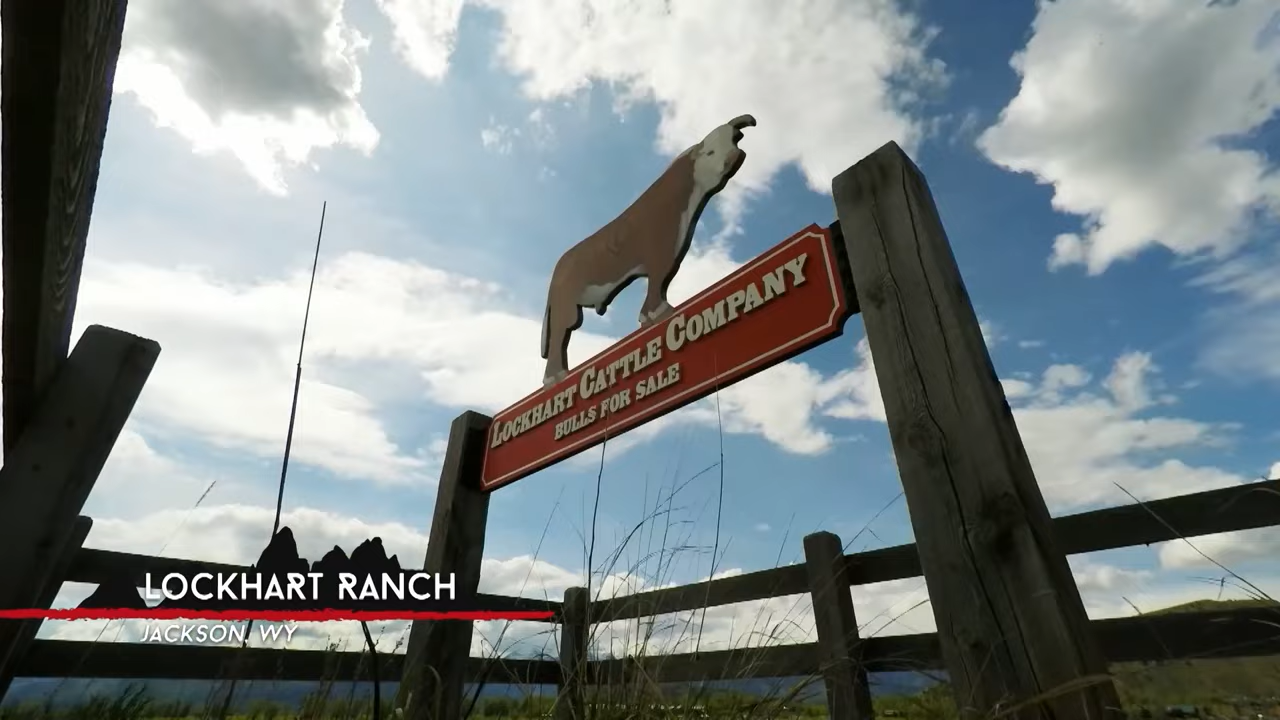 LOCKHART CATTLE COMPANY
BULLS FOR SALE
LOCKHART RANCH
JACKSON, WY